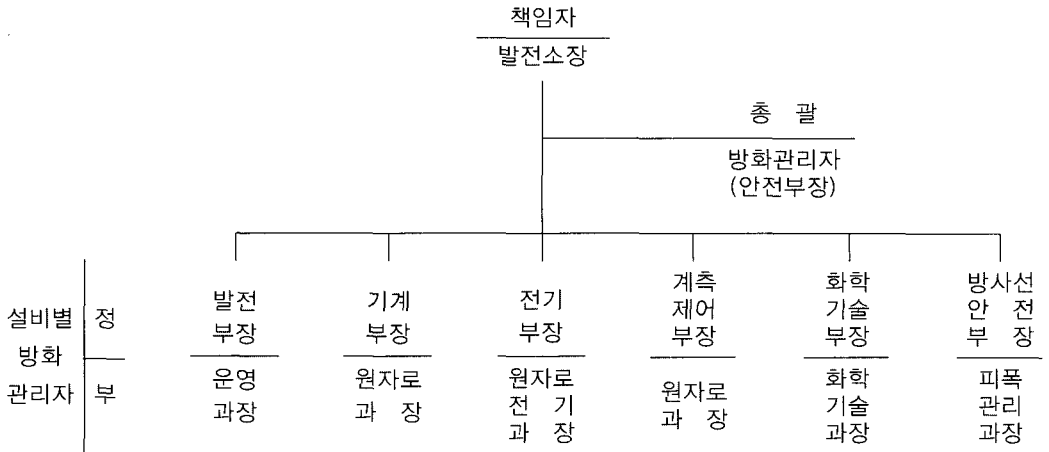 책임자
발전소장
총 괄
방화관리자
(안전부장)
설비별
방화
관리자
정
부
발전
부장
기계
부장
전기
부장
계측
제어
부장
화학
기술
부장
방사선
안 전
부 장
운영
과장
원자로
과 장
원자로
전 기
과 장
원자로
과 장
화학
기술
과장
피폭
관리
과장